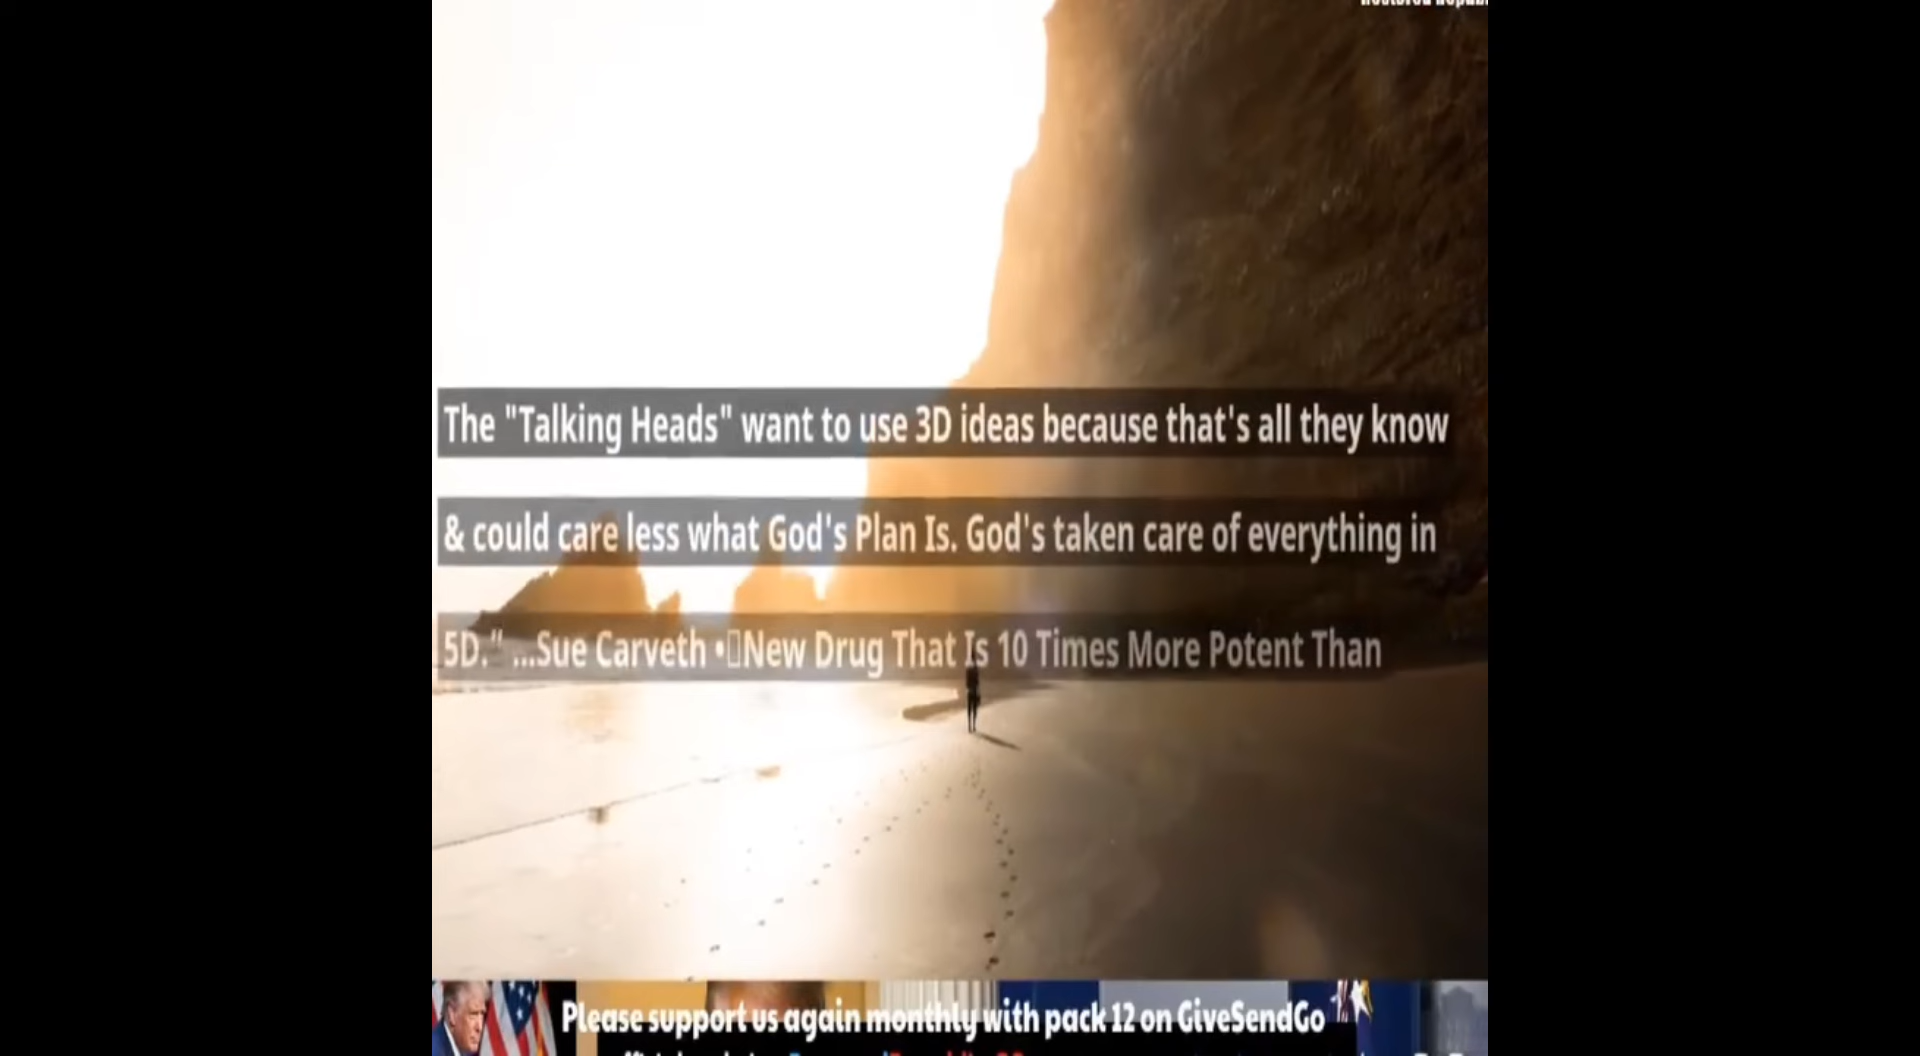 The "Talking Heads" want to use 3D ideas because that's all they know
& could care less what God's Plan Is. God's taken care of everything in
5D.” ...Sue Carveth •▯New Drug That Is 10 Times More Potent Than
Please support us again monthly with pack 12 on GiveSendGo